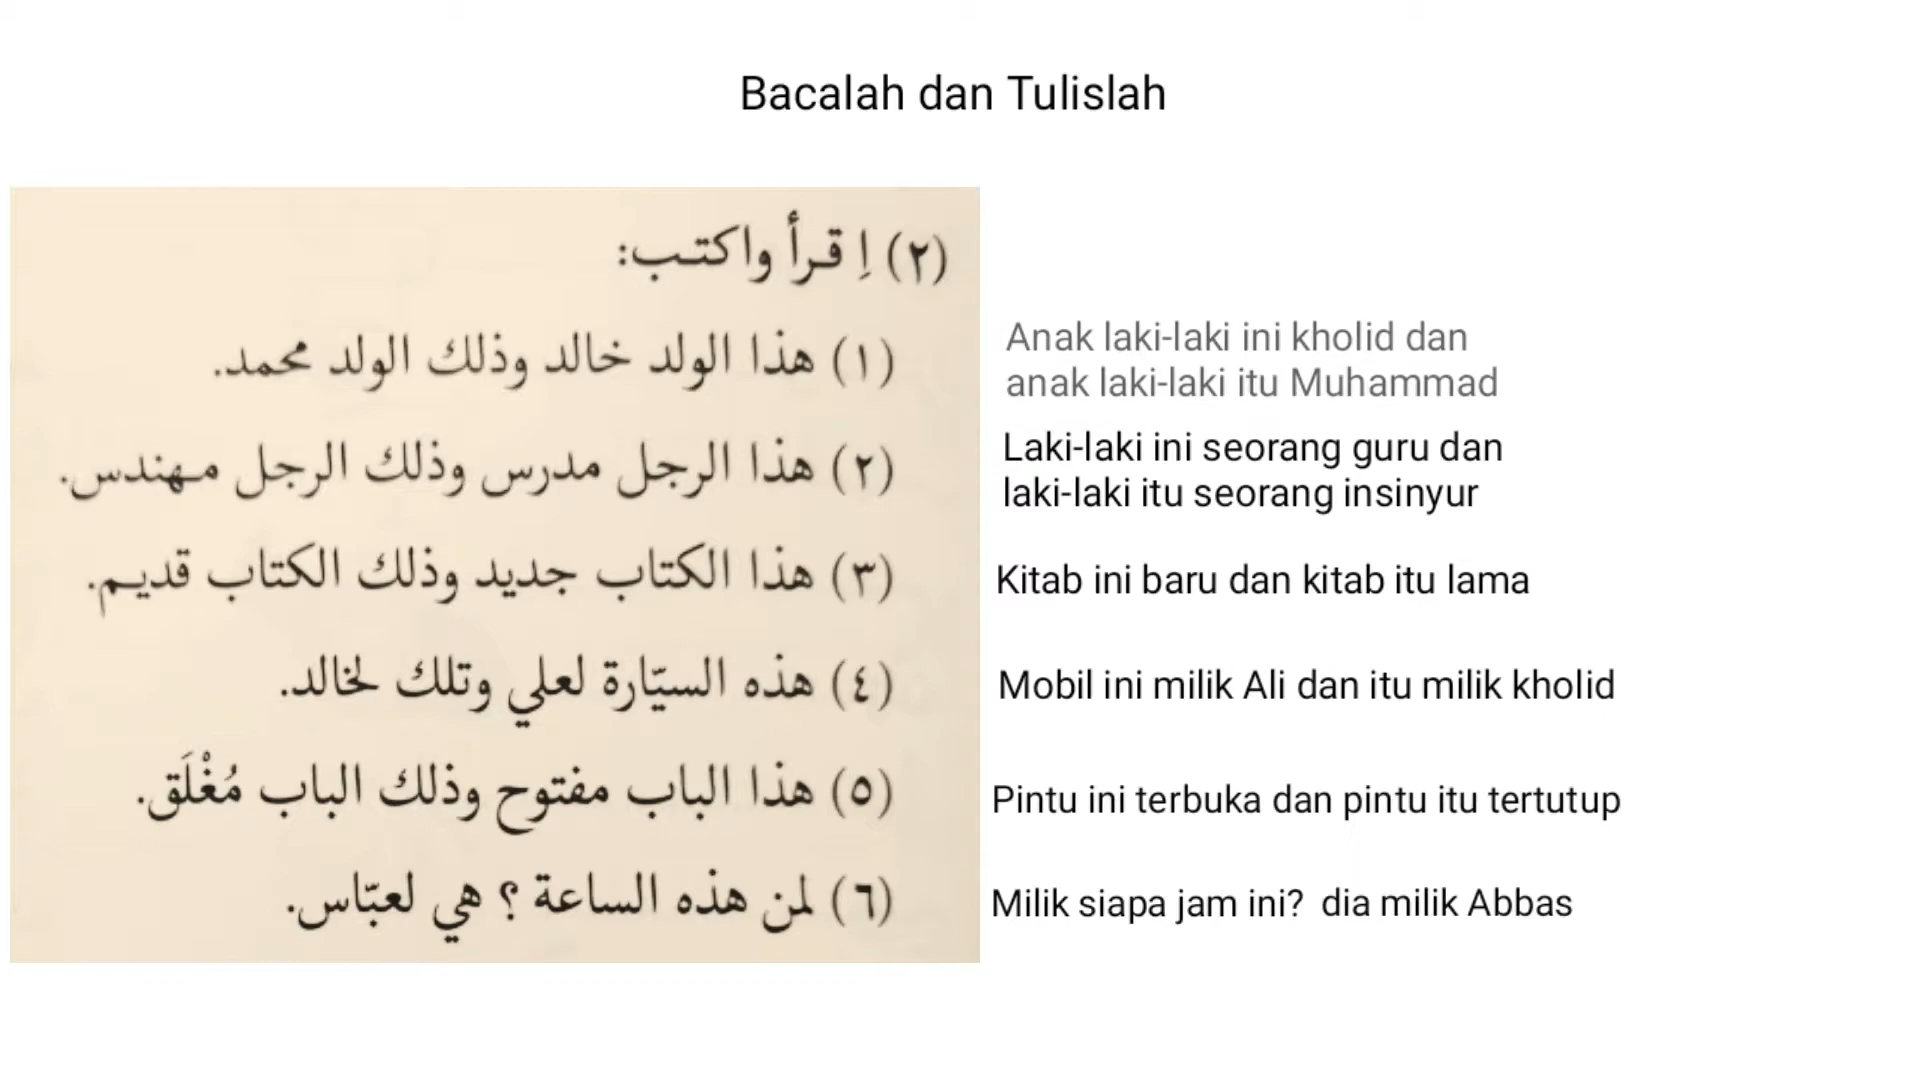 Bacalah dan Tulislah
(٢) اِقرأ واكتب:
(١) هذا الولد خالد وذلك الولد محمد.
Anak laki-laki ini kholid dan
anak laki-laki itu Muhammad
(٢) هذا الرجل مدرس وذلك الرجل مهندس.
Laki-laki ini seorang guru dan
laki-laki itu seorang insinyur
(٣) هذا الكتاب جديد وذلك الكتاب قديم.
Kitab ini baru dan kitab itu lama
(٤) هذه السيّارة لعلي وتلك لخالد.
Mobil ini milik Ali dan itu milik kholid
(٥) هذا الباب مفتوح وذلك الباب مُغْلَق.
Pintu ini terbuka dan pintu itu tertutup
(٦) لمن هذه الساعة ؟ هي لعبّاس.
Milik siapa jam ini? dia milik Abbas